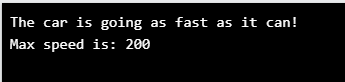 The car is going as fast as it can!
Max speed is: 200